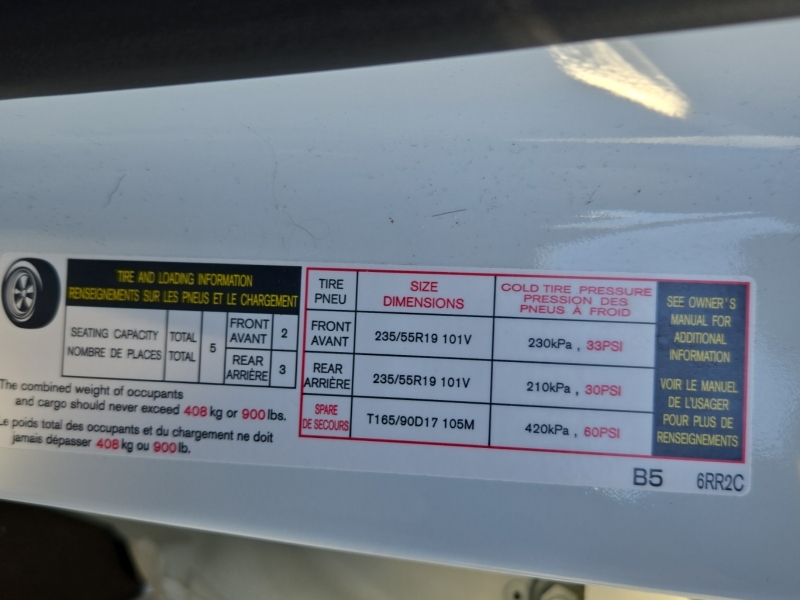 TIRE AND LOADING INFORMATION
RENSEIGNEMENTS SUR LES PNEUS ET LE CHARGEMENT
SEATING CAPACITY
NOMBRE DE PLACES
TOTAL
TOTAL
5
FRONT
AVANT
2
REAR
ARRIÈRE
3
The combined weight of occupants
and cargo should never exceed 408 kg or 900 lbs.
Le poids total des occupants et du chargement ne doit
jamais dépasser 408 kg ou 900 lb.
TIRE
PNEU
SIZE
DIMENSIONS
COLD TIRE PRESSURE
PRESSION DES
PNEUS À FROID
FRONT
AVANT
235/55R19 101V
230kPa , 33PSI
REAR
ARRIÈRE
235/55R19 101V
210kPa , 30PSI
SPARE
DE SECOURS
T165/90D17 105M
420kPa , 60PSI
SEE OWNER'S
MANUAL FOR
ADDITIONAL
INFORMATION
VOIR LE MANUEL
DE L'USAGER
POUR PLUS DE
RENSEIGNEMENTS
B5 6RR2C